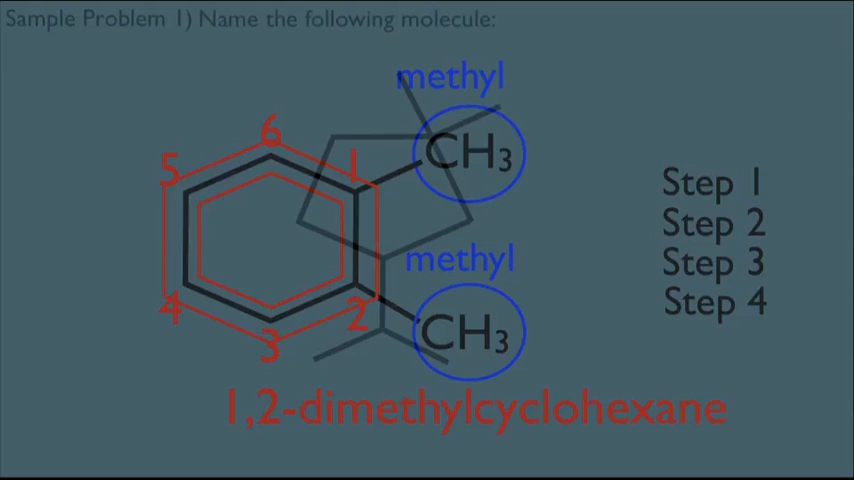 Sample Problem 1) Name the following molecule:
methyl
6
CH3
5
1
Step 1
Step 2
methyl
Step 3
4
2
Step 4
CH3
3
1,2-dimethylcyclohexane